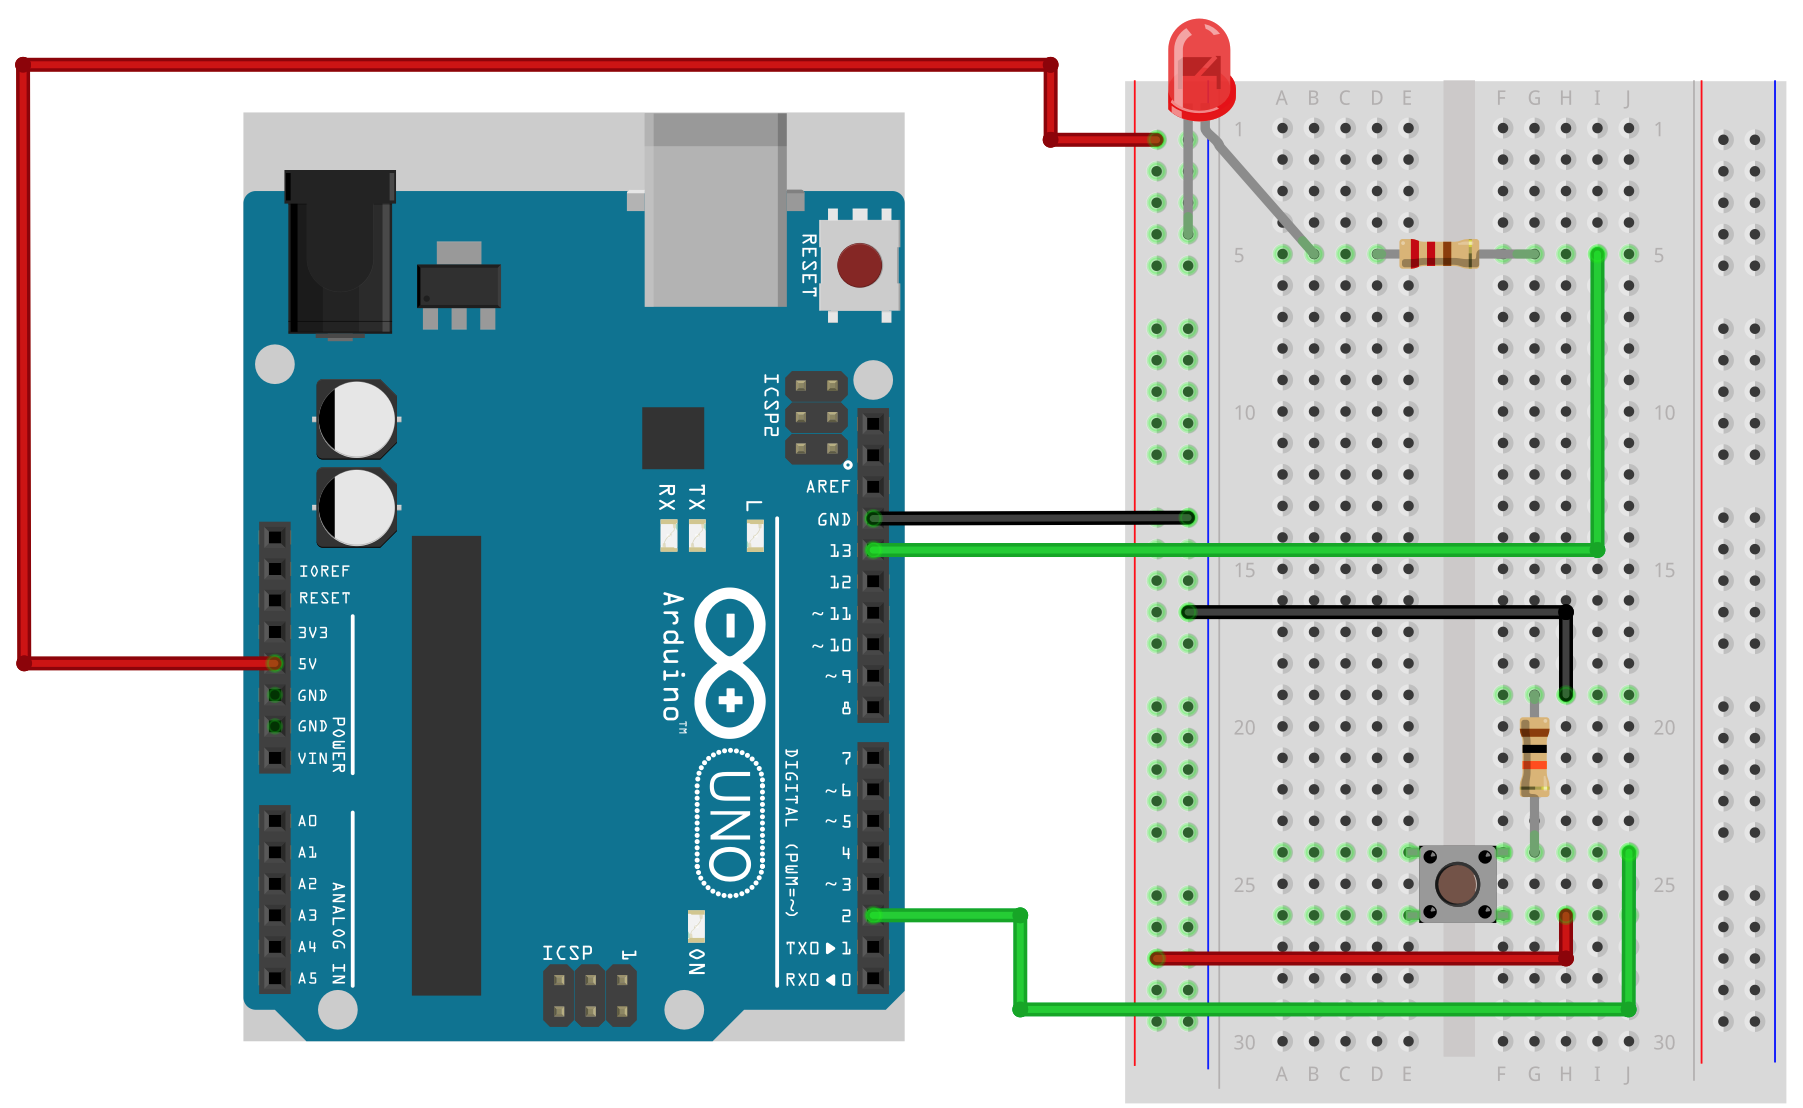 A B C D E F G H I J
1 1
5 5
10 10
15 15
20 20
25 25
30 30
A B C D E F G H I J
RESET
ICSP2
AREF
GND
13
12
~11
~10
~9
8
7
~6
~5
4
~3
2
TX0▶1
RX0◀0
DIGITAL (PWM=~)
RX
TX
L
Arduino™
UNO
ON
ICSP
1
IOREF
RESET
3V3
5V
GND
GND
VIN
POWER
A0
A1
A2
A3
A4
A5
ANALOG IN